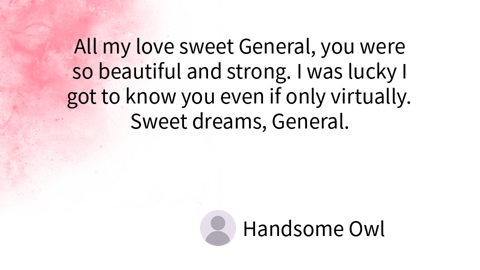 All my love sweet General, you were
so beautiful and strong. I was lucky I
got to know you even if only virtually.
Sweet dreams, General.
Handsome Owl